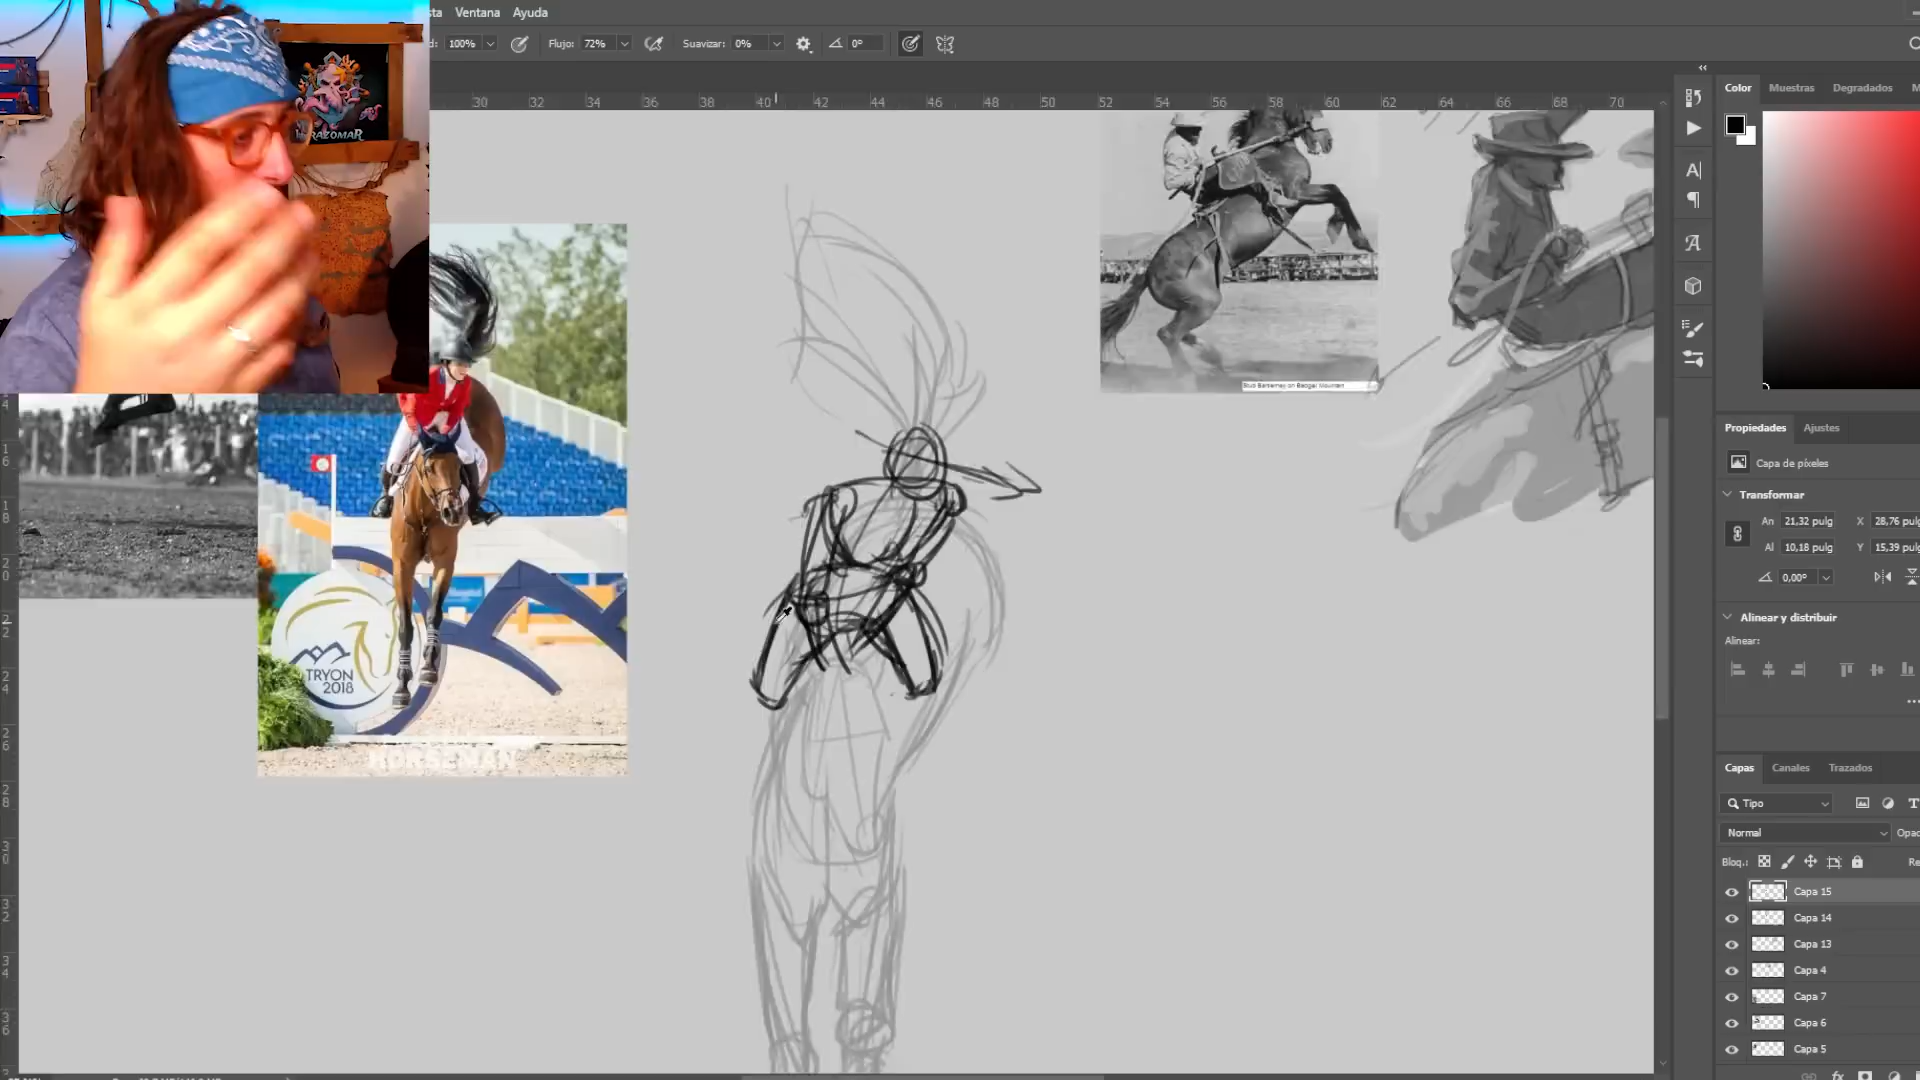 Ventana Ayuda
100% Flujo: 72% Suavizar: 0% 0°
30 32 34 36 38 40 42 44 46 48 50 52 54 56 58 60 62 64 66 68 70
RAZOMAR
Color Muestras Degradados
TRYON
2018
HORSEMAN
Propiedades Ajustes
Capa de píxeles
Transformar
An 21,32 pulg X 28,76 pulg
Al 10,18 pulg Y 15,39 pulg
0,00°
Alinear y distribuir
Alinear:
Capas Canales Trazados
Tipo
Normal Opac
Bloq.: Re
Capa 15
Capa 14
Capa 13
Capa 4
Capa 7
Capa 6
Capa 5